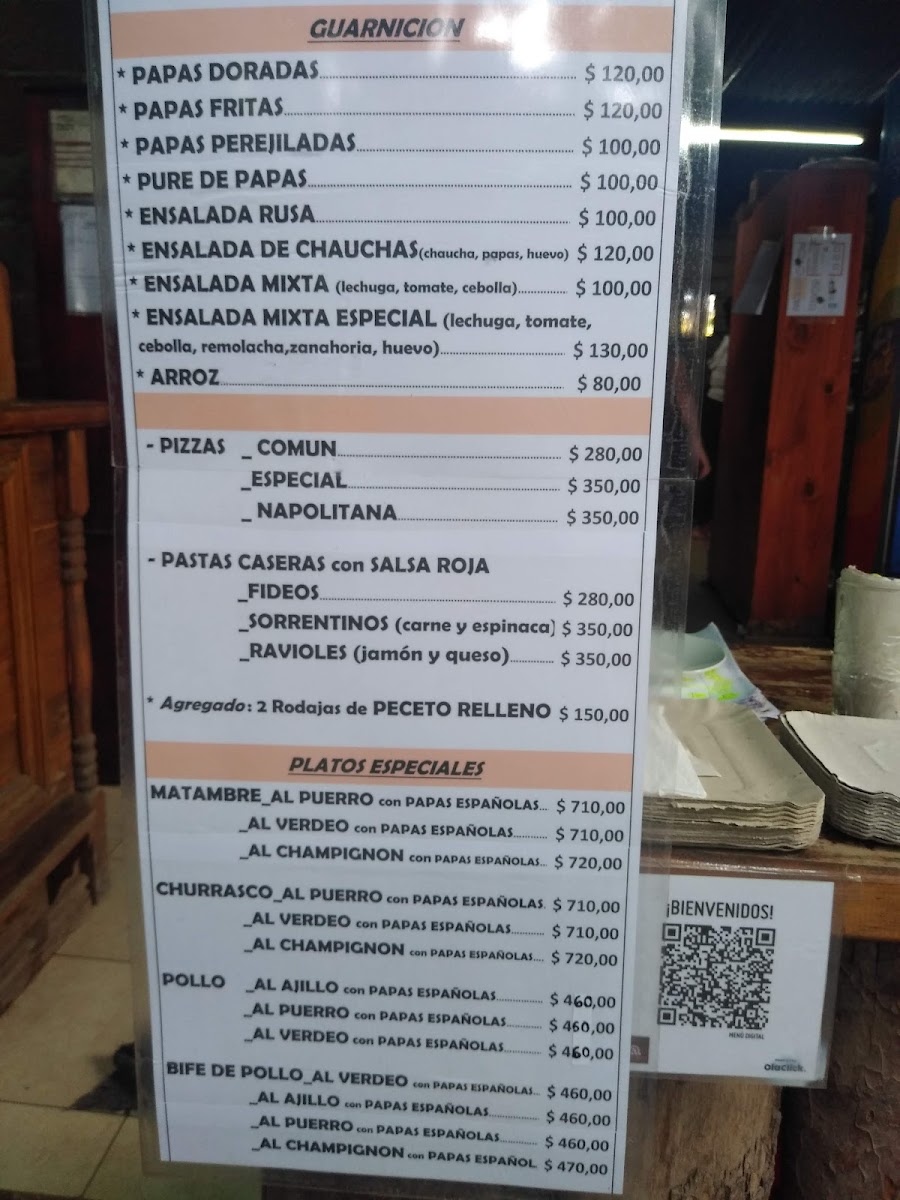 GUARNICION
* PAPAS DORADAS $ 120,00
* PAPAS FRITAS $ 120,00
* PAPAS PEREJILADAS $ 100,00
* PURE DE PAPAS $ 100,00
* ENSALADA RUSA $ 100,00
* ENSALADA DE CHAUCHAS(chaucha, papas, huevo) $ 120,00
* ENSALADA MIXTA (lechuga, tomate, cebolla) $ 100,00
* ENSALADA MIXTA ESPECIAL (lechuga, tomate,
cebolla, remolacha,zanahoria, huevo) $ 130,00
* ARROZ $ 80,00
- PIZZAS _ COMUN $ 280,00
_ESPECIAL $ 350,00
_ NAPOLITANA $ 350,00
- PASTAS CASERAS con SALSA ROJA
_FIDEOS $ 280,00
_SORRENTINOS (carne y espinaca) $ 350,00
_RAVIOLES (jamón y queso) $ 350,00
* Agregado: 2 Rodajas de PECETO RELLENO $ 150,00
PLATOS ESPECIALES
MATAMBRE_AL PUERRO con PAPAS ESPAÑOLAS $ 710,00
_AL VERDEO con PAPAS ESPAÑOLAS $ 710,00
_AL CHAMPIGNON con PAPAS ESPAÑOLAS $ 720,00
CHURRASCO_AL PUERRO con PAPAS ESPAÑOLAS $ 710,00
_AL VERDEO con PAPAS ESPAÑOLAS $ 710,00
_AL CHAMPIGNON con PAPAS ESPAÑOLAS $ 720,00
POLLO _AL AJILLO con PAPAS ESPAÑOLAS $ 460,00
_AL PUERRO con PAPAS ESPAÑOLAS $ 460,00
_AL VERDEO con PAPAS ESPAÑOLAS $ 460,00
BIFE DE POLLO_AL VERDEO con PAPAS ESPAÑOLAS $ 460,00
_AL AJILLO con PAPAS ESPAÑOLAS $ 460,00
_AL PUERRO con PAPAS ESPAÑOLAS $ 460,00
_AL CHAMPIGNON con PAPAS ESPAÑOL $ 470,00
¡BIENVENIDOS!
MENÚ DIGITAL
olaclick.